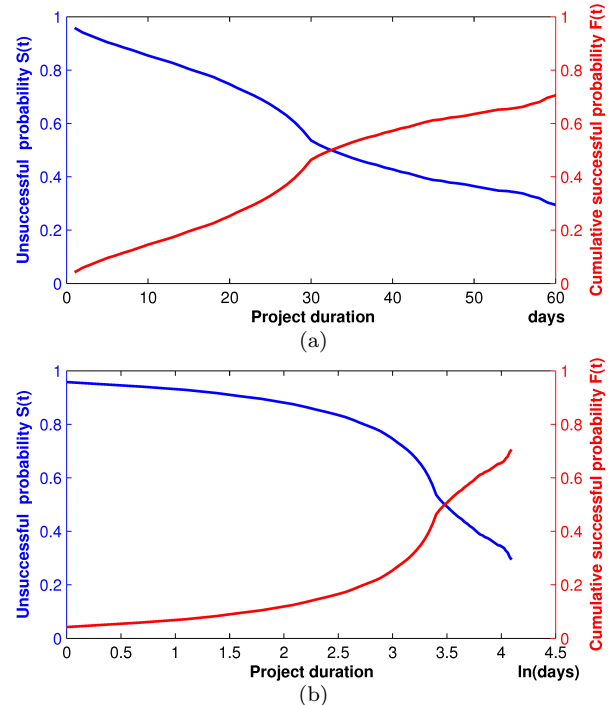 Unsuccessful probability S(t)
1
0.8
0.6
0.4
0.2
0
0 10 20 30 40 50 60
Project duration days
1
0.8
0.6
0.4
0.2
0
Cumulative successful probability F(t)
(a)
Unsuccessful probability S(t)
1
0.8
0.6
0.4
0.2
0
0 0.5 1 1.5 2 2.5 3 3.5 4 4.5
Project duration ln(days)
1
0.8
0.6
0.4
0.2
0
Cumulative successful probability F(t)
(b)